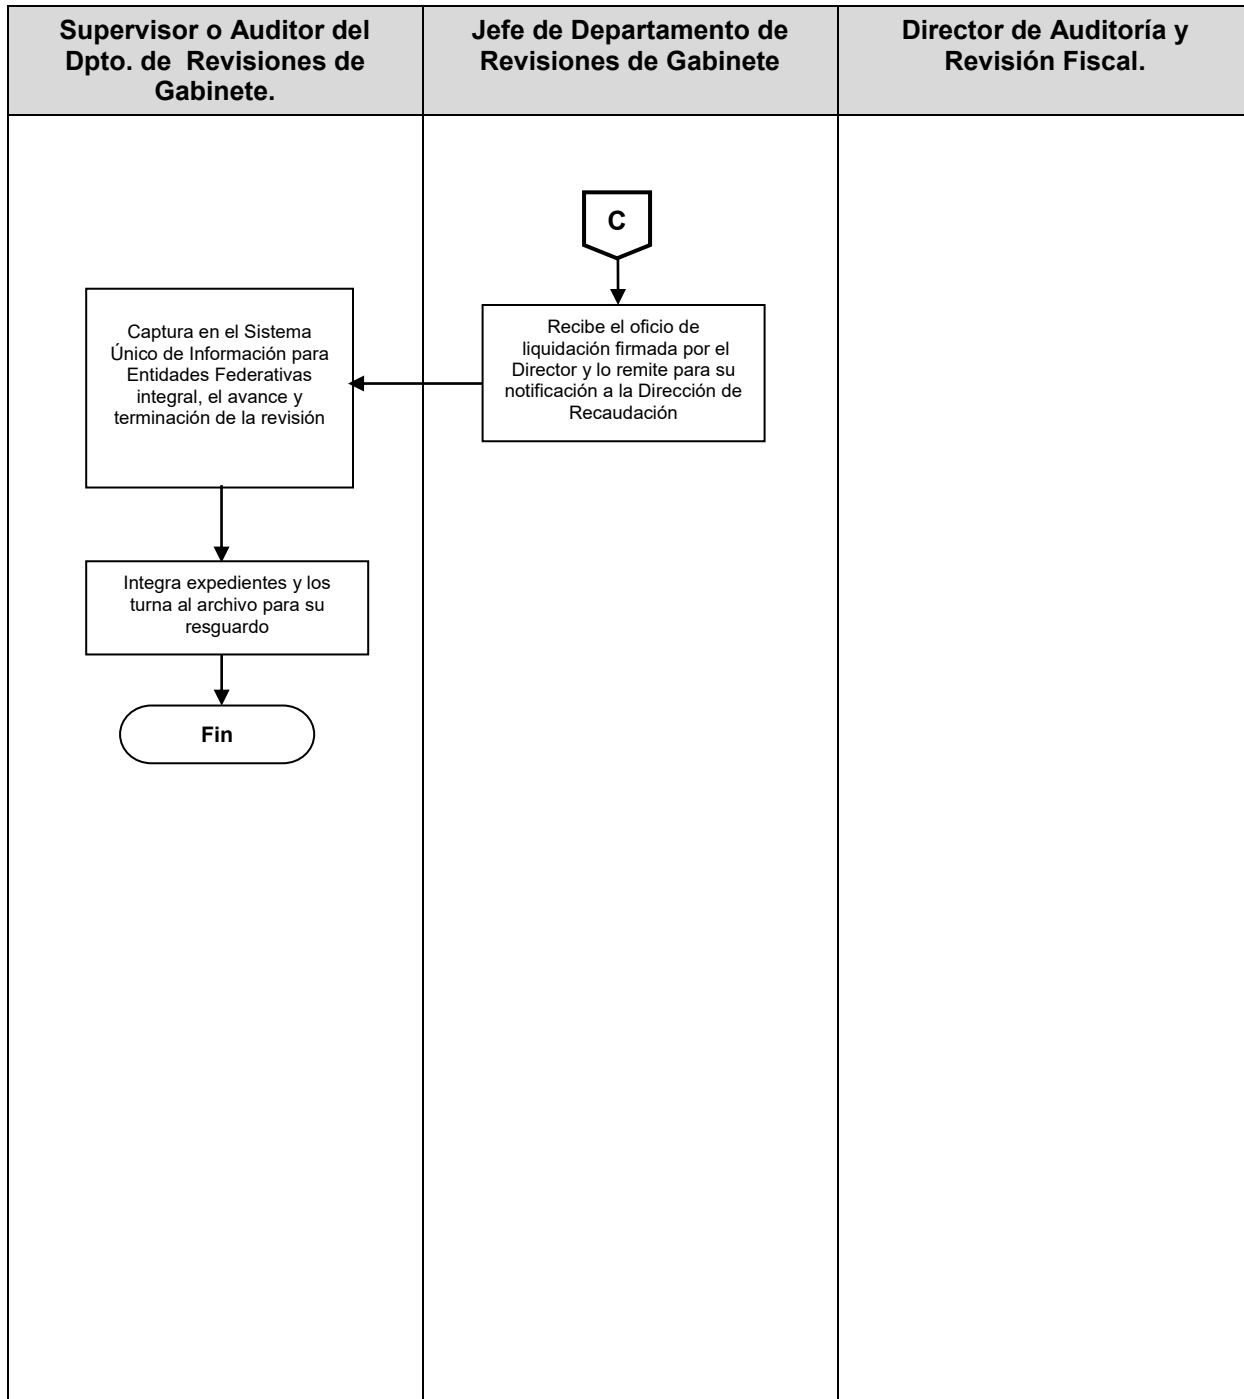 Supervisor o Auditor del
Dpto. de Revisiones de
Gabinete.
Jefe de Departamento de
Revisiones de Gabinete
Director de Auditoría y
Revisión Fiscal.
C
Recibe el oficio de
liquidación firmada por el
Director y lo remite para su
notificación a la Dirección de
Recaudación
Captura en el Sistema
Único de Información para
Entidades Federativas
integral, el avance y
terminación de la revisión
Integra expedientes y los
turna al archivo para su
resguardo
Fin